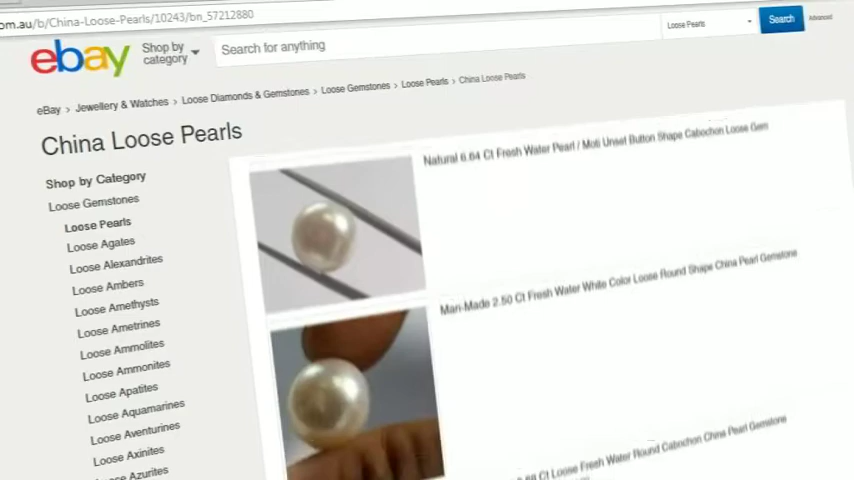 om.au/b/China-Loose-Pearls/10243/bn_57212880
ebay
Shop by
category
Search for anything
Loose Pearls
Search
Advanced
eBay > Jewellery & Watches > Loose Diamonds & Gemstones > Loose Gemstones > Loose Pearls > China Loose Pearls
China Loose Pearls
Shop by Category
Loose Gemstones
Loose Pearls
Loose Agates
Loose Alexandrites
Loose Ambers
Loose Amethysts
Loose Ametrines
Loose Ammolites
Loose Ammonites
Loose Apatites
Loose Aquamarines
Loose Aventurines
Loose Axinites
Loose Azurites
Natural 6.64 Ct Fresh Water Pearl / Moti Unset Button Shape Cabochon Loose Gem
Man-Made 2.50 Ct Fresh Water White Color Loose Round Shape China Pearl Gemstone
Ct Loose Fresh Water Round Cabochon China Pearl Gemstone